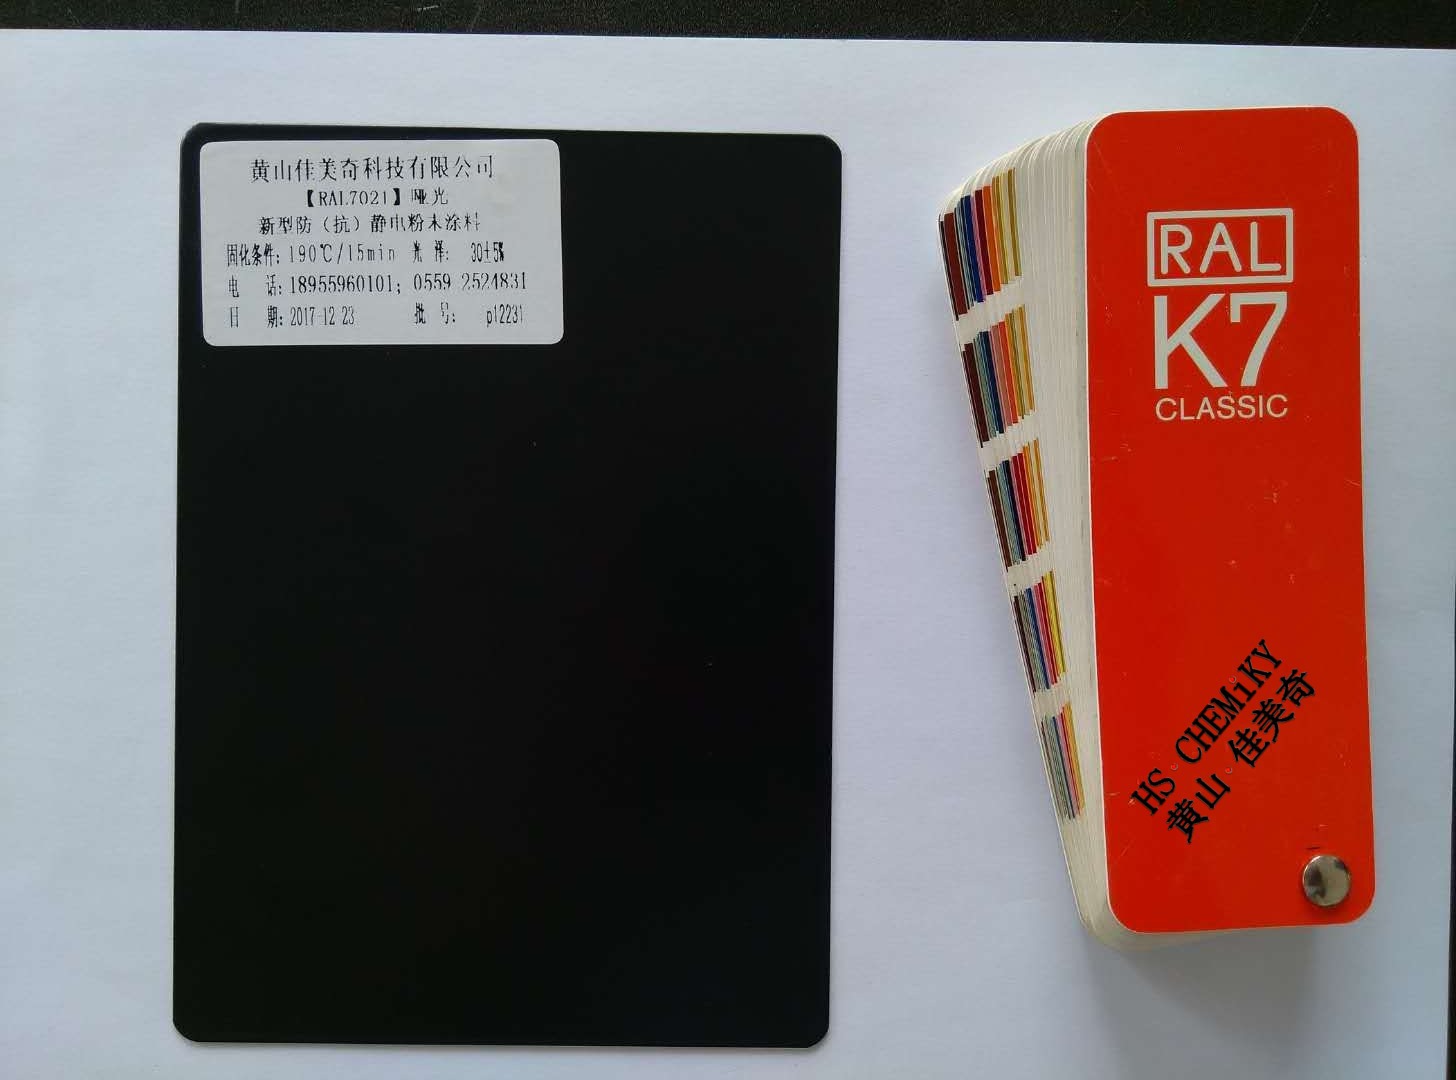 黄山佳美奇科技有限公司
【RAL7021】哑光
新型防（抗）静电粉末涂料
固化条件：190℃/15min 光 泽： 30±5%
电 话：18955960101；0559 2524831
日 期：2017-12-23 批 号： p12231
RAL
K7
CLASSIC
HS CHEMiKY
黄山 佳美奇